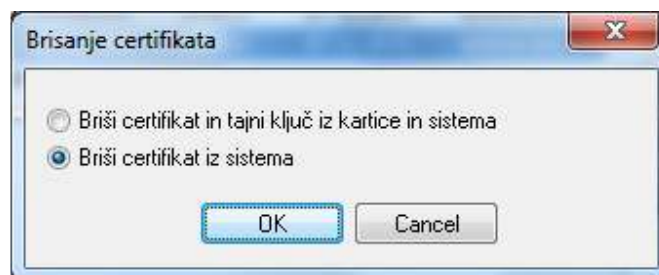 Brisanje certifikata
Briši certifikat in tajni ključ iz kartice in sistema
Briši certifikat iz sistema
OK Cancel